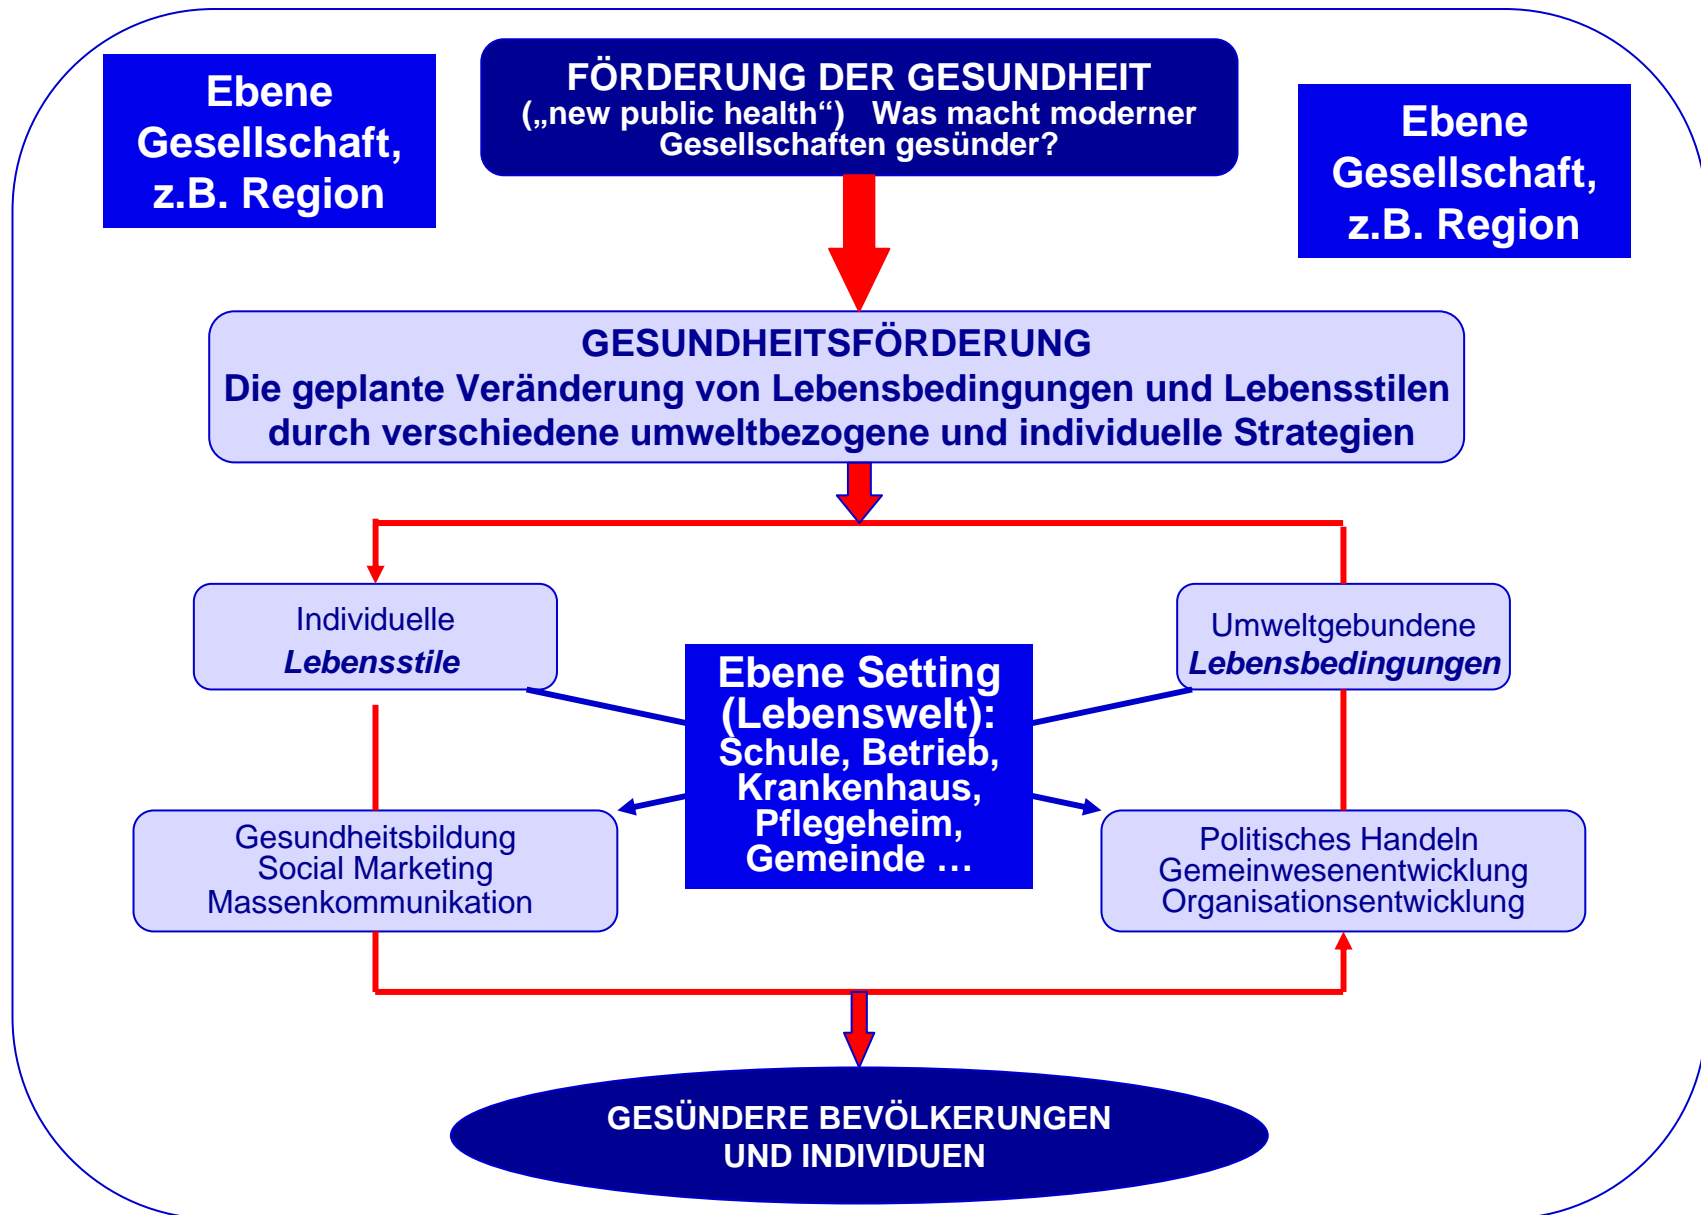 Ebene
Gesellschaft,
z.B. Region
FÖRDERUNG DER GESUNDHEIT
(„new public health“) Was macht moderner
Gesellschaften gesünder?
Ebene
Gesellschaft,
z.B. Region
GESUNDHEITSFÖRDERUNG
Die geplante Veränderung von Lebensbedingungen und Lebensstilen
durch verschiedene umweltbezogene und individuelle Strategien
Individuelle
Lebensstile
Umweltgebundene
Lebensbedingungen
Ebene Setting
(Lebenswelt):
Schule, Betrieb,
Krankenhaus,
Pflegeheim,
Gemeinde …
Gesundheitsbildung
Social Marketing
Massenkommunikation
Politisches Handeln
Gemeinwesenentwicklung
Organisationsentwicklung
GESÜNDERE BEVÖLKERUNGEN
UND INDIVIDUEN